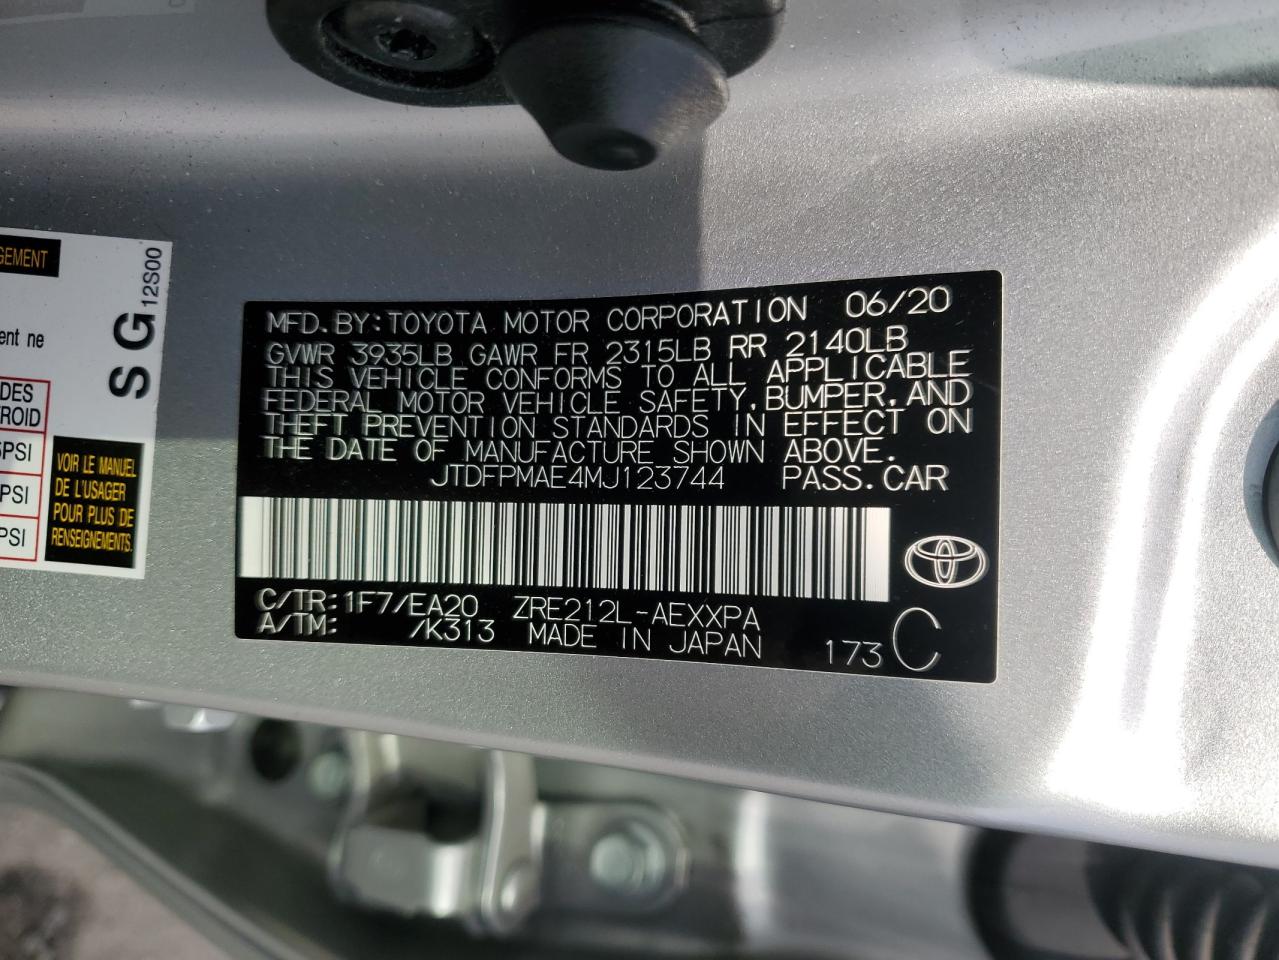 GEMENT
12S00
S G
ent ne
DES
ROID
PSI
PSI
PSI
VOIR LE MANUEL
DE L'USAGER
POUR PLUS DE
RENSEIGNEMENTS.
MFD.BY:TOYOTA MOTOR CORPORATION 06/20
GVWR 3935LB GAWR FR 2315LB RR 2140LB
THIS VEHICLE CONFORMS TO ALL APPLICABLE
FEDERAL MOTOR VEHICLE SAFETY,BUMPER,AND
THEFT PREVENTION STANDARDS IN EFFECT ON
THE DATE OF MANUFACTURE SHOWN ABOVE.
JTDFPMAE4MJ123744 PASS.CAR
C/TR:1F7/EA20 ZRE212L-AEXXPA
A/TM: /K313 MADE IN JAPAN 173 C